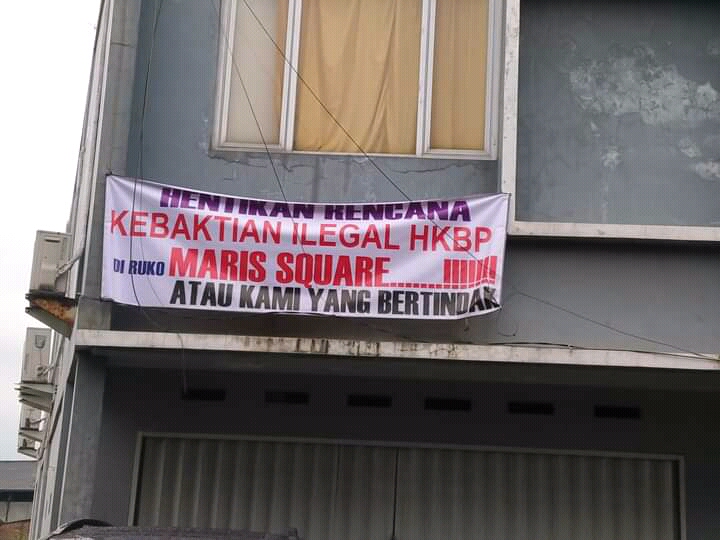 HENTIKAN RENCANA
KEBAKTIAN ILEGAL HKBP
DI RUKO MARIS SQUARE.........!!!!!!!!
ATAU KAMI YANG BERTINDAK